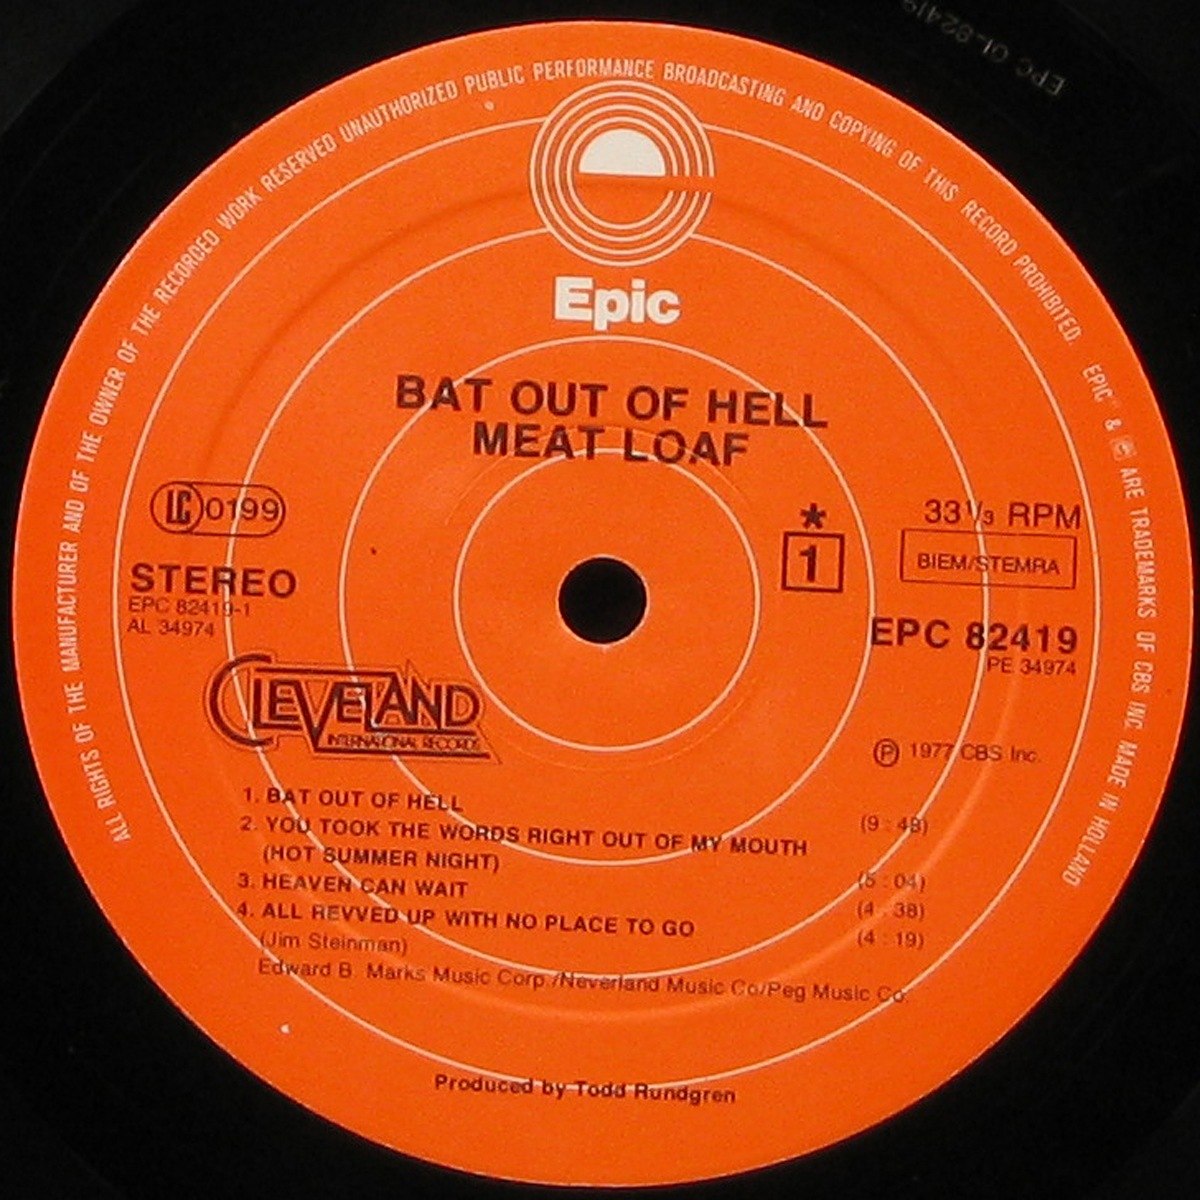 EPC 01-82419
ALL RIGHTS OF THE MANUFACTURER AND OF THE OWNER OF THE RECORDED WORK RESERVED UNAUTHORIZED PUBLIC PERFORMANCE BROADCASTING AND COPYING OF THIS RECORD PROHIBITED. EPIC & ARE TRADEMARKS OF CBS INC. MADE IN HOLLAND
Epic
BAT OUT OF HELL
MEAT LOAF
LC 0199
* 33 1/3 RPM
1 BIEM/STEMRA
STEREO
EPC 82419-1
AL 34974
EPC 82419
PE 34974
CLEVELAND
INTERNATIONAL RECORDS
Ⓟ 1977 CBS Inc.
1. BAT OUT OF HELL (9:48)
2. YOU TOOK THE WORDS RIGHT OUT OF MY MOUTH
(HOT SUMMER NIGHT) (5:04)
3. HEAVEN CAN WAIT (4:38)
4. ALL REVVED UP WITH NO PLACE TO GO (4:19)
(Jim Steinman)
Edward B. Marks Music Corp./Neverland Music Co/Peg Music Co.
Produced by Todd Rundgren